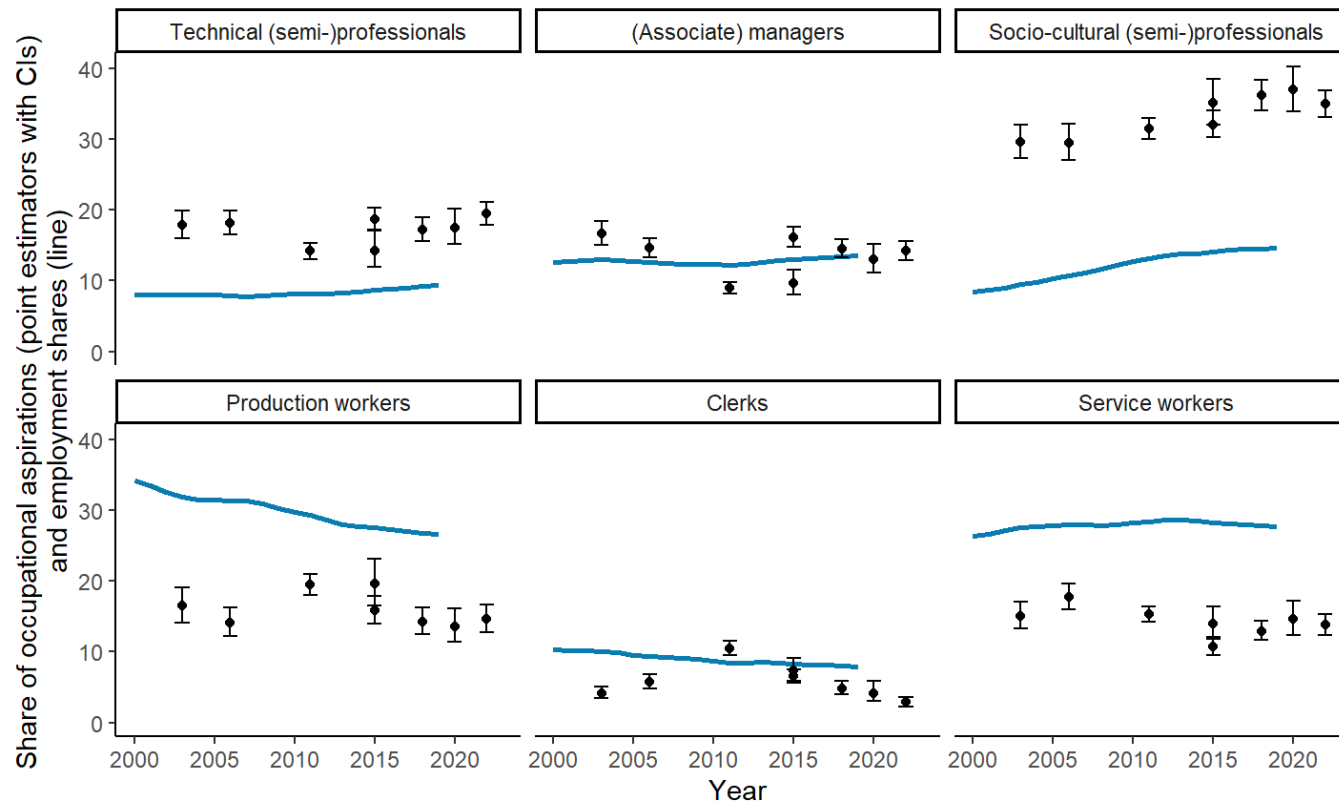 Share of occupational aspirations (point estimators with CIs)
and employment shares (line)
Technical (semi-)professionals
(Associate) managers
Socio-cultural (semi-)professionals
40
30
20
10
0
Production workers
Clerks
Service workers
40
30
20
10
0
2000 2005 2010 2015 2020
2000 2005 2010 2015 2020
2000 2005 2010 2015 2020
Year